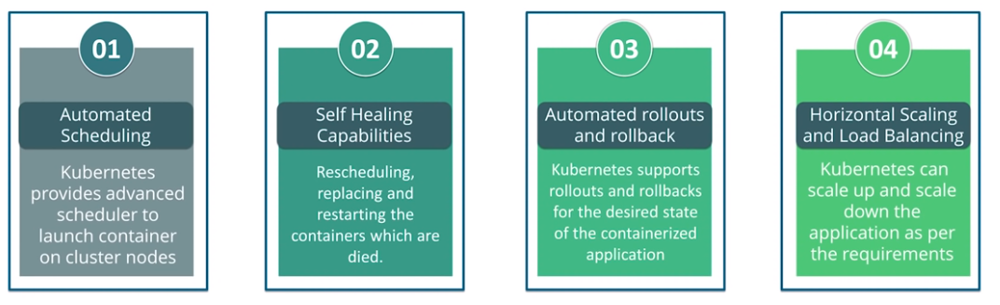 01
Automated
Scheduling
Kubernetes
provides advanced
scheduler to
launch container
on cluster nodes
02
Self Healing
Capabilities
Rescheduling,
replacing and
restarting the
containers which are
died.
03
Automated rollouts
and rollback
Kubernetes supports
rollouts and rollbacks
for the desired state
of the containerized
application
04
Horizontal Scaling
and Load Balancing
Kubernetes can
scale up and scale
down the
application as per
the requirements